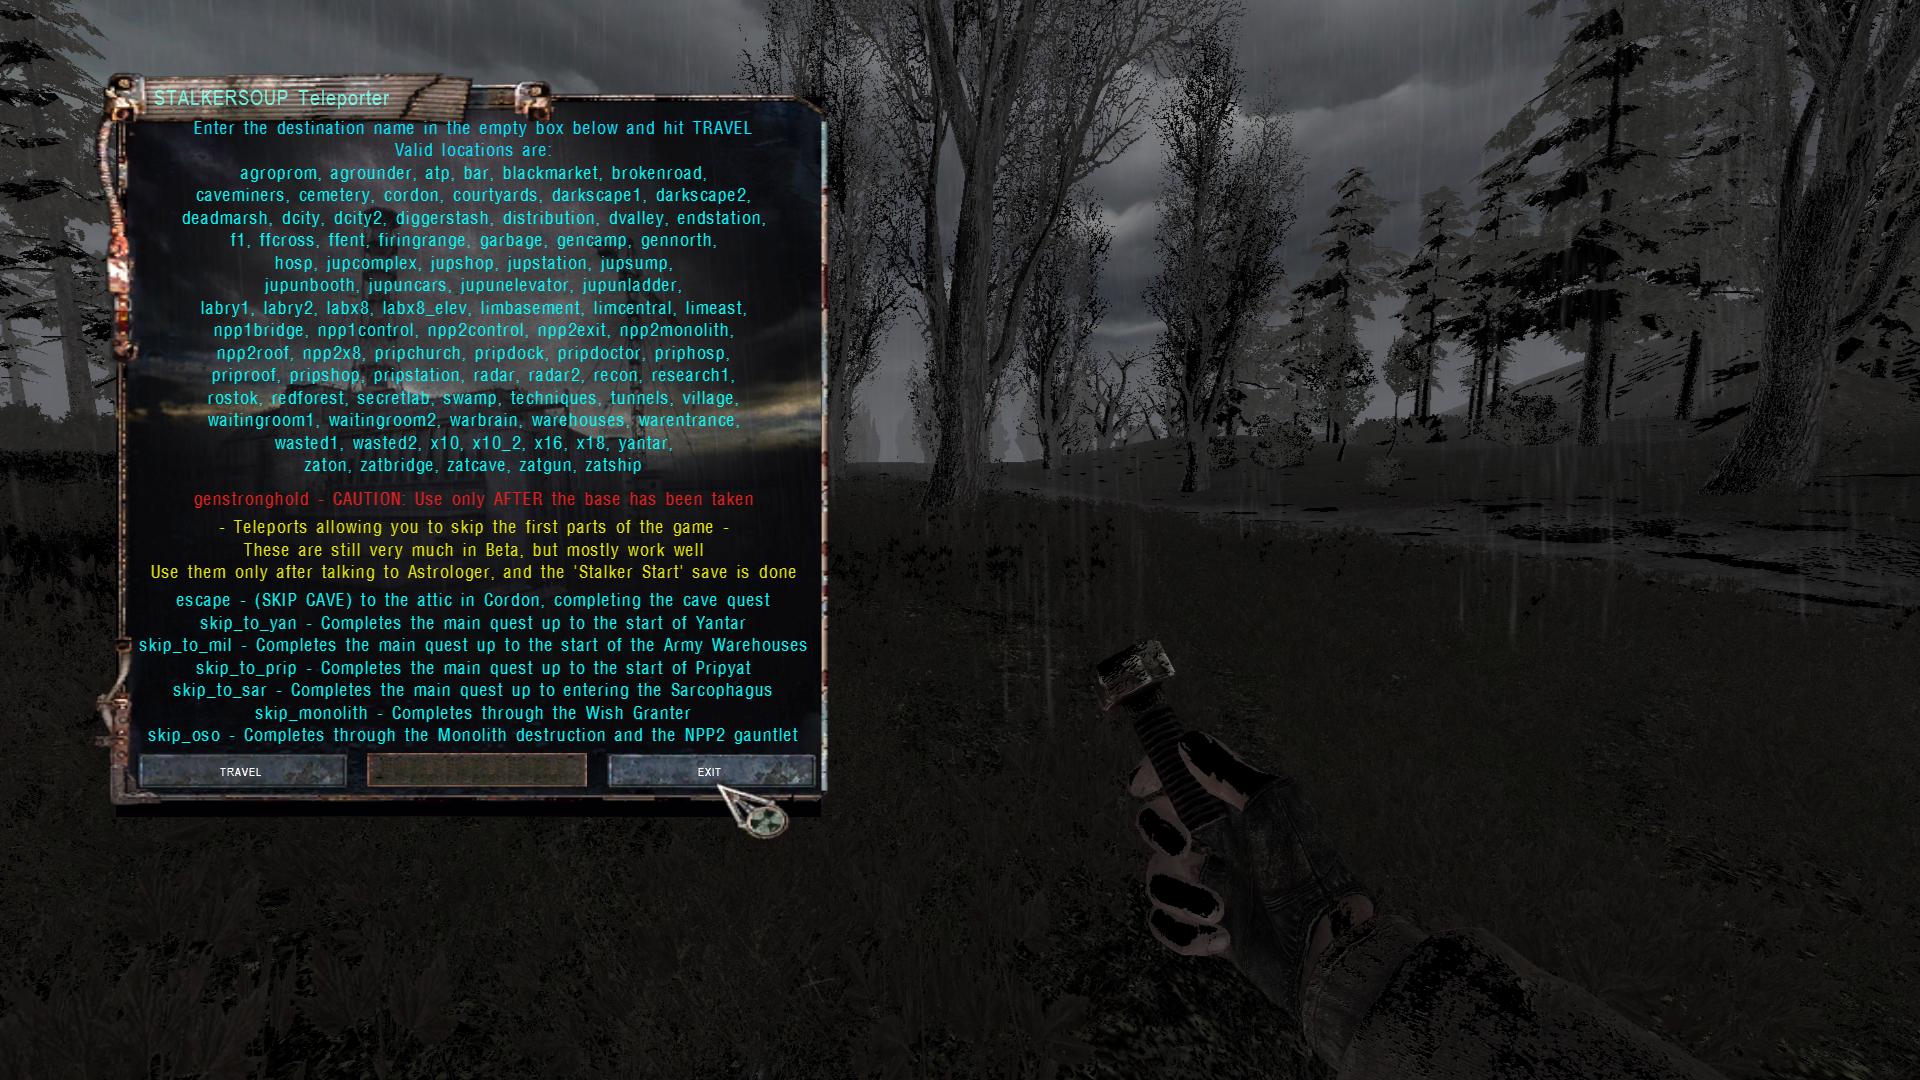 STALKERSOUP Teleporter
Enter the destination name in the empty box below and hit TRAVEL
Valid locations are:
agroprom, agrounder, atp, bar, blackmarket, brokenroad,
caveminers, cemetery, cordon, courtyards, darkscape1, darkscape2,
deadmarsh, dcity, dcity2, diggerstash, distribution, dvalley, endstation,
f1, ffcross, ffent, firingrange, garbage, gencamp, gennorth,
hosp, jupcomplex, jupshop, jupstation, jupsump,
jupunbooth, jupuncars, jupunelevator, jupunladder,
labry1, labry2, labx8, labx8_elev, limbasement, limcentral, limeast,
npp1bridge, npp1control, npp2control, npp2exit, npp2monolith,
npp2roof, npp2x8, pripchurch, pripdock, pripdoctor, priphosp,
priproof, pripshop, pripstation, radar, radar2, recon, research1,
rostok, redforest, secretlab, swamp, techniques, tunnels, village,
waitingroom1, waitingroom2, warbrain, warehouses, warentrance,
wasted1, wasted2, x10, x10_2, x16, x18, yantar,
zaton, zatbridge, zatcave, zatgun, zatship
genstronghold - CAUTION: Use only AFTER the base has been taken
- Teleports allowing you to skip the first parts of the game -
These are still very much in Beta, but mostly work well
Use them only after talking to Astrologer, and the 'Stalker Start' save is done
escape - (SKIP CAVE) to the attic in Cordon, completing the cave quest
skip_to_yan - Completes the main quest up to the start of Yantar
skip_to_mil - Completes the main quest up to the start of the Army Warehouses
skip_to_prip - Completes the main quest up to the start of Pripyat
skip_to_sar - Completes the main quest up to entering the Sarcophagus
skip_monolith - Completes through the Wish Granter
skip_oso - Completes through the Monolith destruction and the NPP2 gauntlet
TRAVEL
EXIT